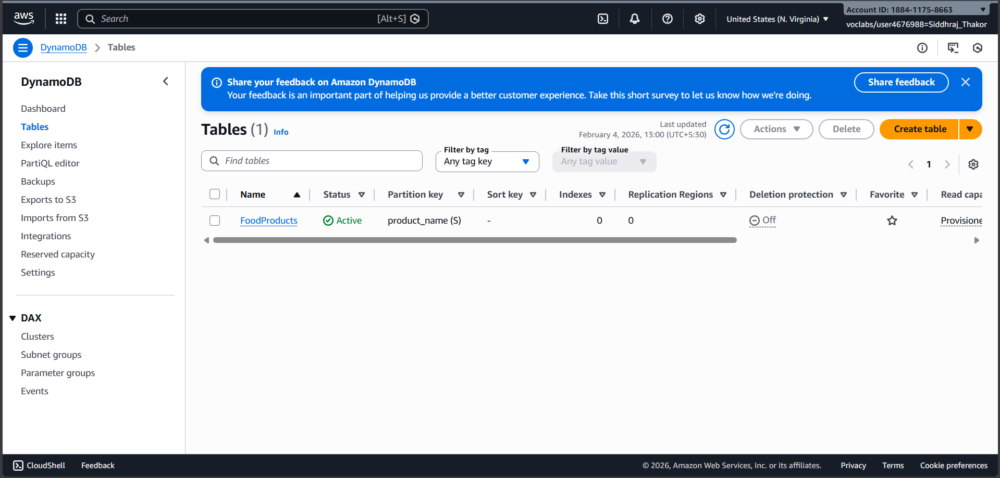 aws
Search [Alt+S]
United States (N. Virginia)
Account ID: 1884-1175-8663
voclabs/user4676988=Siddhraj_Thakor
DynamoDB Tables
DynamoDB
Dashboard
Tables
Explore items
PartiQL editor
Backups
Exports to S3
Imports from S3
Integrations
Reserved capacity
Settings
DAX
Clusters
Subnet groups
Parameter groups
Events
Share your feedback on Amazon DynamoDB
Your feedback is an important part of helping us provide a better customer experience. Take this short survey to let us know how we're doing.
Share feedback
Tables (1) Info
Last updated
February 4, 2026, 13:00 (UTC+5:30)
Actions
Delete
Create table
Find tables
Filter by tag
Any tag key
Filter by tag value
Any tag value
1
Name Status Partition key Sort key Indexes Replication Regions Deletion protection Favorite Read capa
FoodProducts Active product_name (S) - 0 0 Off Provisione
CloudShell Feedback © 2026, Amazon Web Services, Inc. or its affiliates. Privacy Terms Cookie preferences